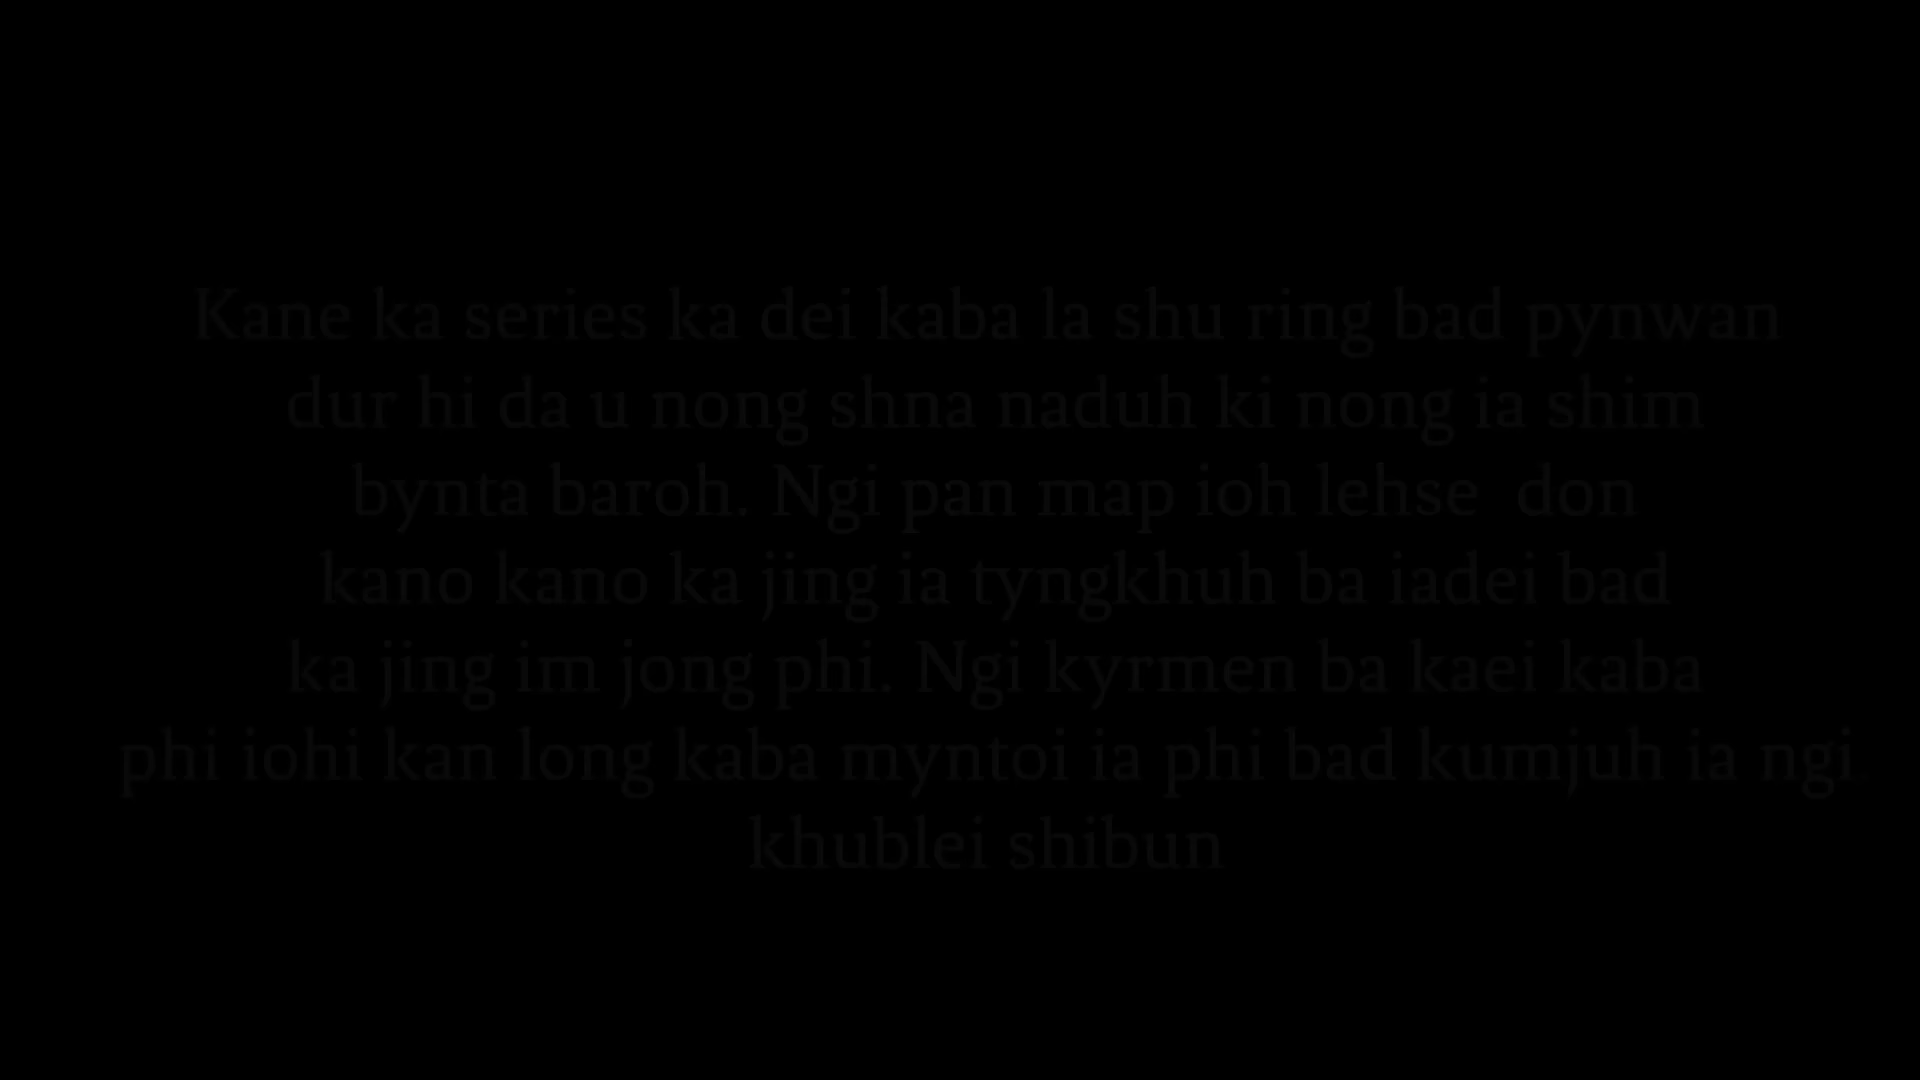 Kane ka series ka dei kaba la shu ring bad pynwan
dur hi da u nong shna naduh ki nong ia shim
bynta baroh. Ngi pan map ioh lehse don
kano kano ka jing ia tyngkhuh ba iadei bad
ka jing im jong phi. Ngi kyrmen ba kaei kaba
phi iohi kan long kaba myntoi ia phi bad kumjuh ia ngi.
khublei shibun